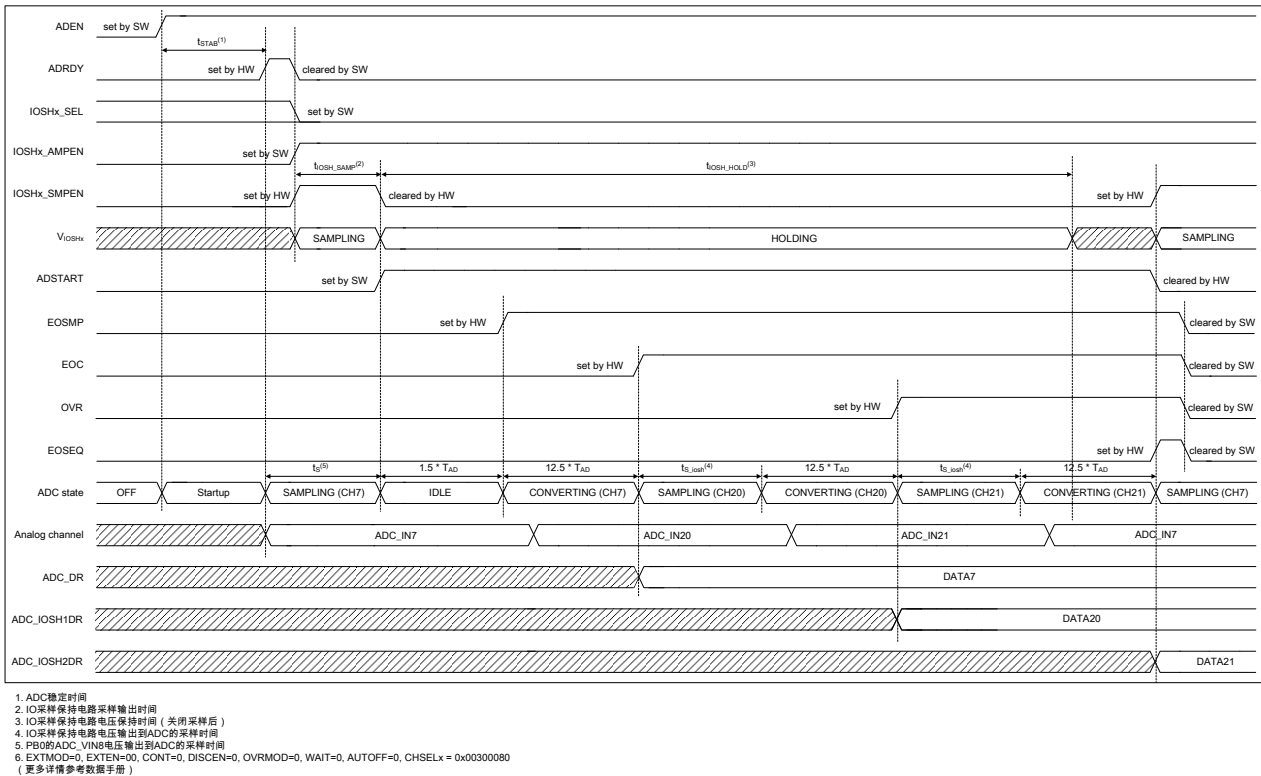 ADEN set by SW
tSTAB(1)
ADRDY set by HW cleared by SW
IOSHx_SEL set by SW
IOSHx_AMPEN set by SW
tIOSH_SAMP(2) tIOSH_HOLD(3)
IOSHx_SMPEN set by HW cleared by HW set by HW
VIOSHx SAMPLING HOLDING SAMPLING
ADSTART set by SW cleared by HW
EOSMP set by HW cleared by SW
EOC set by HW cleared by SW
OVR set by HW cleared by SW
EOSEQ set by HW cleared by SW
tS(5) 1.5 * TAD 12.5 * TAD tS_iosh(4) 12.5 * TAD tS_iosh(4) 12.5 * TAD
ADC state OFF Startup SAMPLING (CH7) IDLE CONVERTING (CH7) SAMPLING (CH20) CONVERTING (CH20) SAMPLING (CH21) CONVERTING (CH21) SAMPLING (CH7)
Analog channel ADC_IN7 ADC_IN20 ADC_IN21 ADC_IN7
ADC_DR DATA7
ADC_IOSH1DR DATA20
ADC_IOSH2DR DATA21
1. ADC稳定时间
2. IO采样保持电路采样输出时间
3. IO采样保持电路电压保持时间（关闭采样后）
4. IO采样保持电路电压输出到ADC的采样时间
5. PB0的ADC_VIN8电压输出到ADC的采样时间
6. EXTMOD=0, EXTEN=00, CONT=0, DISCEN=0, OVRMOD=0, WAIT=0, AUTOFF=0, CHSELx = 0x00300080
（更多详情参考数据手册）